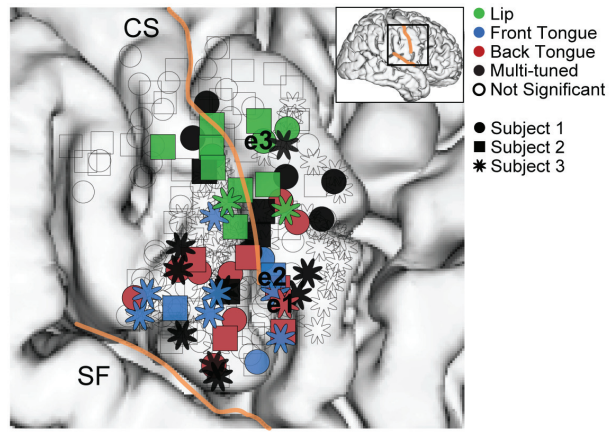 CS
Lip
Front Tongue
Back Tongue
Multi-tuned
Not Significant
Subject 1
Subject 2
Subject 3
e3
e2
e1
SF